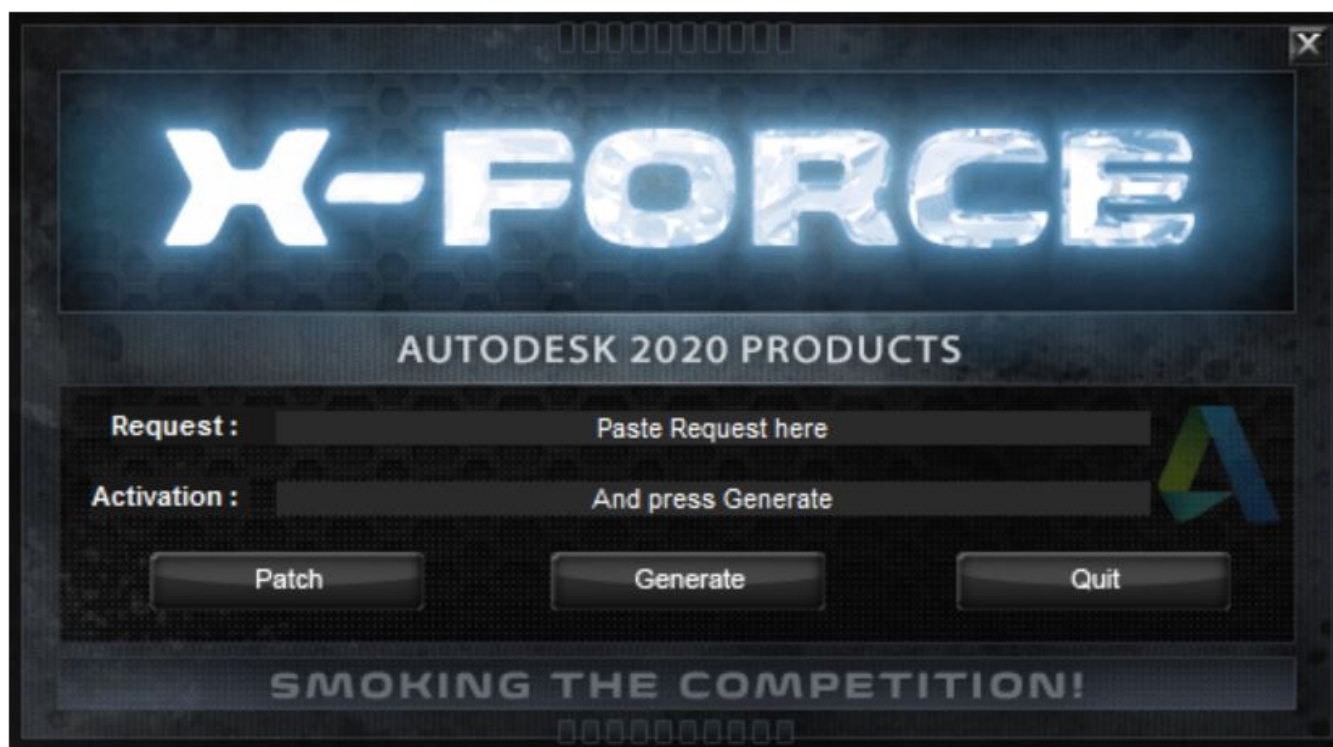 X
X-FORCE
AUTODESK 2020 PRODUCTS
Request : Paste Request here
Activation : And press Generate
Patch Generate Quit
SMOKING THE COMPETITION!